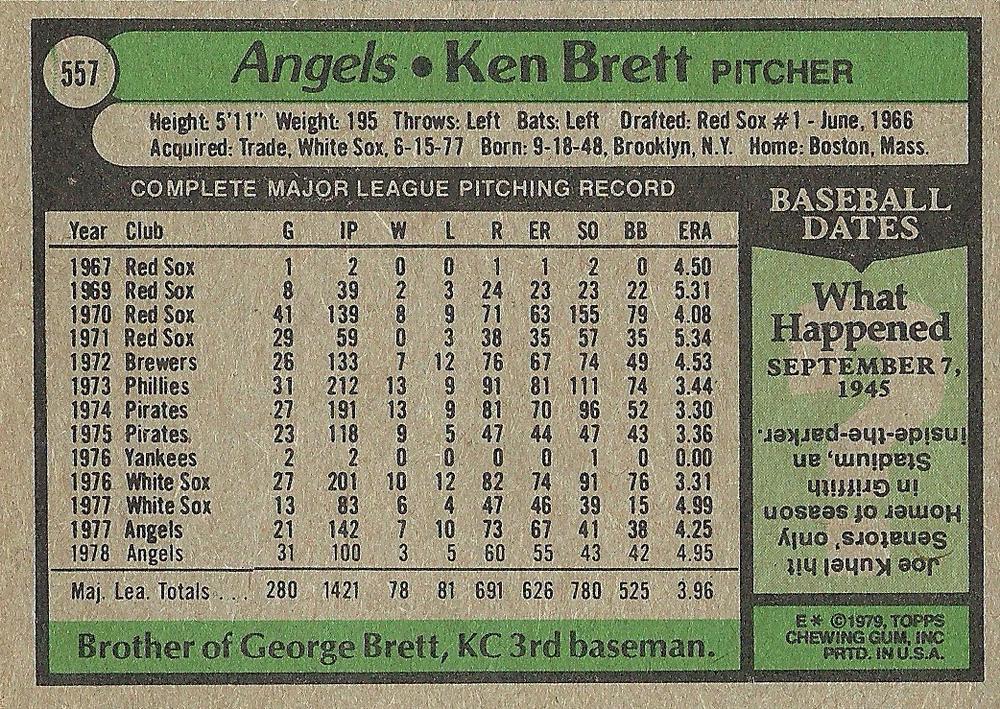 557
Angels • Ken Brett PITCHER
Height: 5'11" Weight: 195 Throws: Left Bats: Left Drafted: Red Sox #1 - June, 1966
Acquired: Trade, White Sox, 6-15-77 Born: 9-18-48, Brooklyn, N.Y. Home: Boston, Mass.
COMPLETE MAJOR LEAGUE PITCHING RECORD
Year Club G IP W L R ER SO BB ERA
1967 Red Sox 1 2 0 0 1 1 2 0 4.50
1969 Red Sox 8 39 2 3 24 23 23 22 5.31
1970 Red Sox 41 139 8 9 71 63 155 79 4.08
1971 Red Sox 29 59 0 3 38 35 57 35 5.34
1972 Brewers 26 133 7 12 76 67 74 49 4.53
1973 Phillies 31 212 13 9 91 81 111 74 3.44
1974 Pirates 27 191 13 9 81 70 96 52 3.30
1975 Pirates 23 118 9 5 47 44 47 43 3.36
1976 Yankees 2 2 0 0 0 0 1 0 0.00
1976 White Sox 27 201 10 12 82 74 91 76 3.31
1977 White Sox 13 83 6 4 47 46 39 15 4.99
1977 Angels 21 142 7 10 73 67 41 38 4.25
1978 Angels 31 100 3 5 60 55 43 42 4.95
Maj. Lea. Totals . . . 280 1421 78 81 691 626 780 525 3.96
Brother of George Brett, KC 3rd baseman.
BASEBALL
DATES
What
Happened
SEPTEMBER 7,
1945
Joe Kuhel hit
Senators' only
Homer of season
in Griffith
Stadium, an
inside-the-parker.
E* ©1979, TOPPS
CHEWING GUM, INC
PRTD. IN U.S.A.